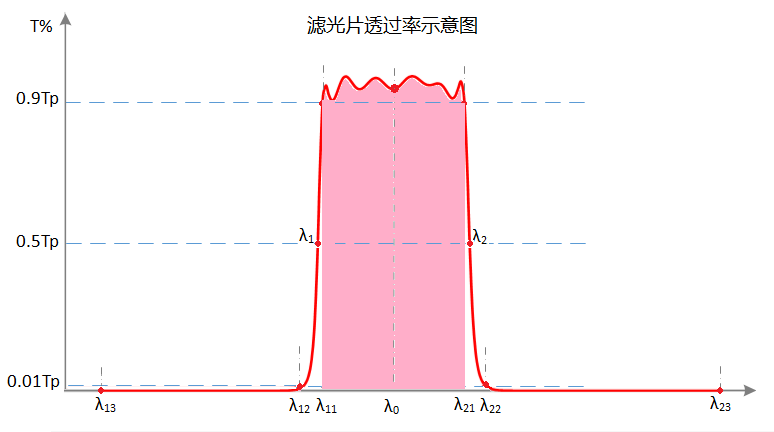 滤光片透过率示意图
T%
0.9Tp
λ1
λ2
0.5Tp
0.01Tp
λ13
λ12
λ11
λ0
λ21
λ22
λ23